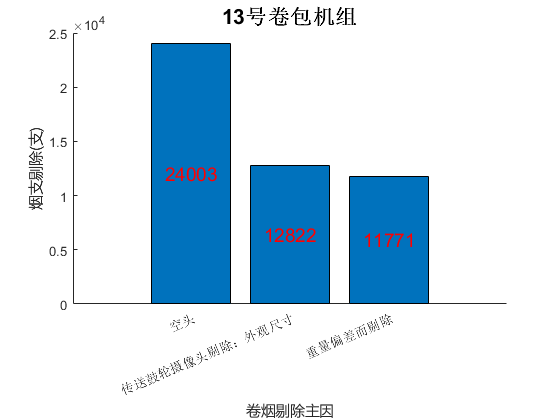 13号卷包机组
×10⁴
2.5
2
1.5
1
0.5
0
烟支剔除(支)
24003
12822
11771
空头
传送鼓轮摄像头剔除：外观尺寸
重量偏差而剔除
卷烟剔除主因